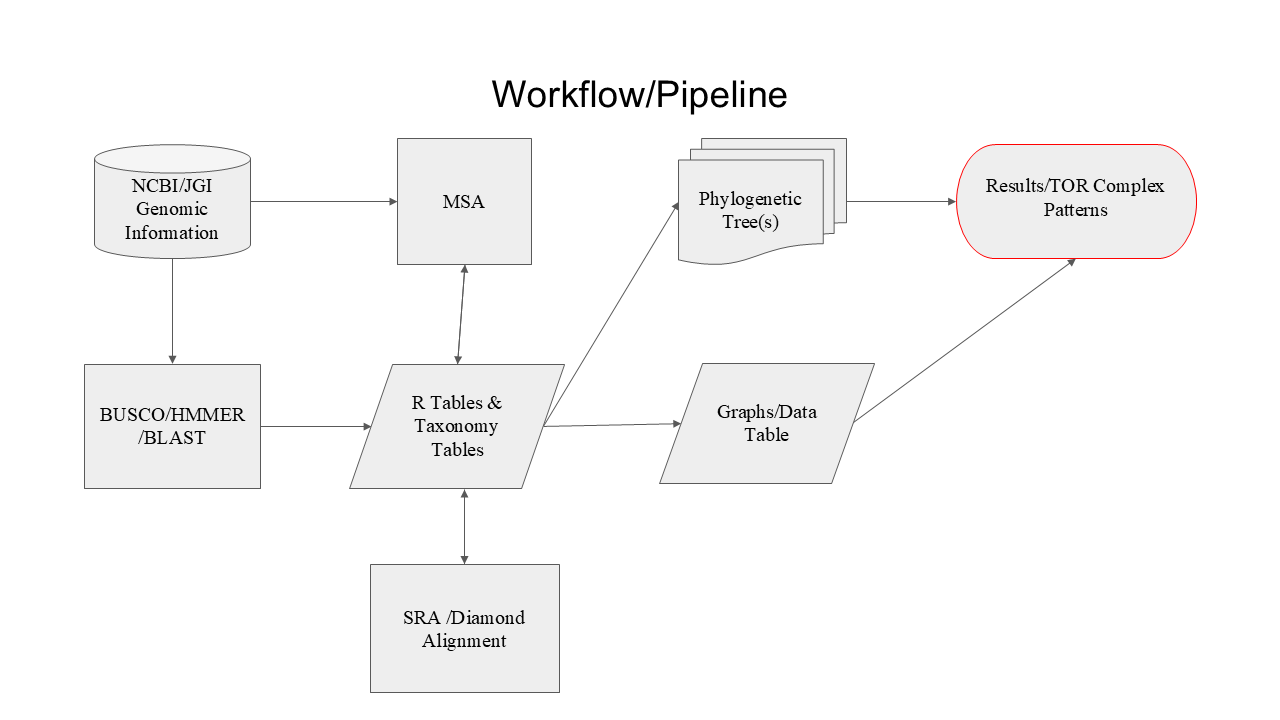 Workflow/Pipeline
NCBI/JGI
Genomic
Information
MSA
Phylogenetic
Tree(s)
Results/TOR Complex
Patterns
BUSCO/HMMER
/BLAST
R Tables &
Taxonomy
Tables
Graphs/Data
Table
SRA /Diamond
Alignment